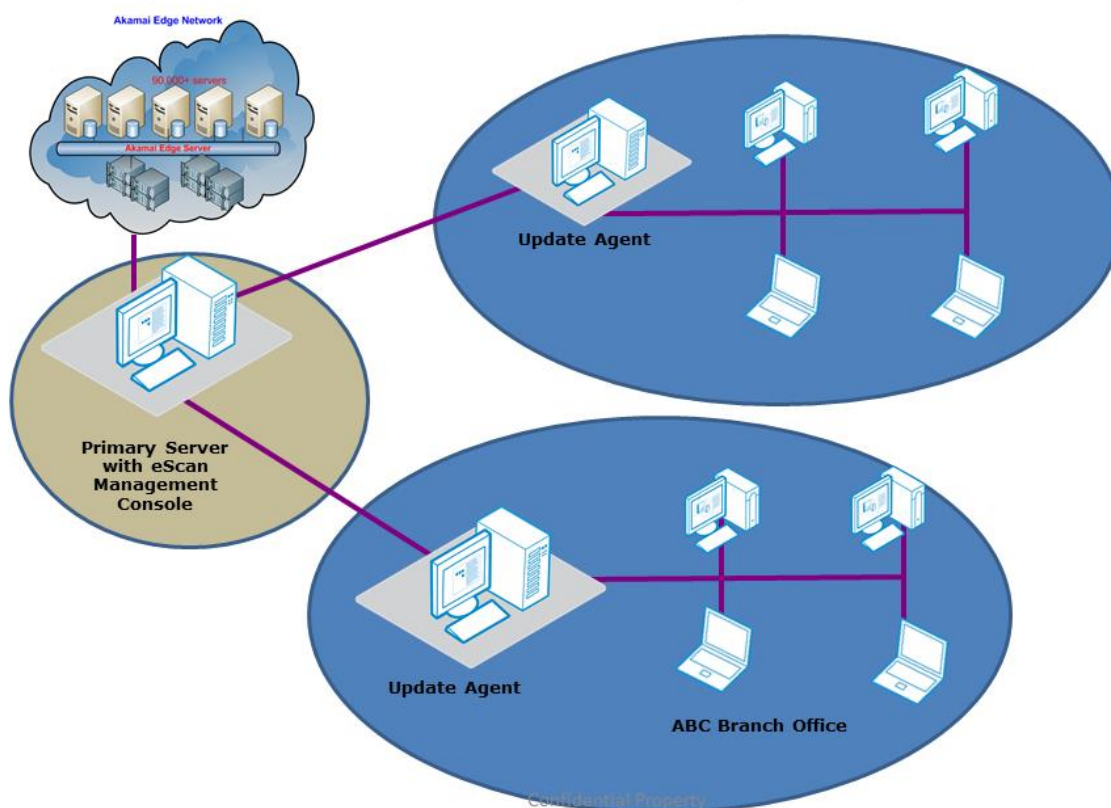 Akamai Edge Network
90,000+ servers
Akamai Edge Server
Update Agent
Primary Server
with eScan
Management
Console
Update Agent
ABC Branch Office
Confidential Property